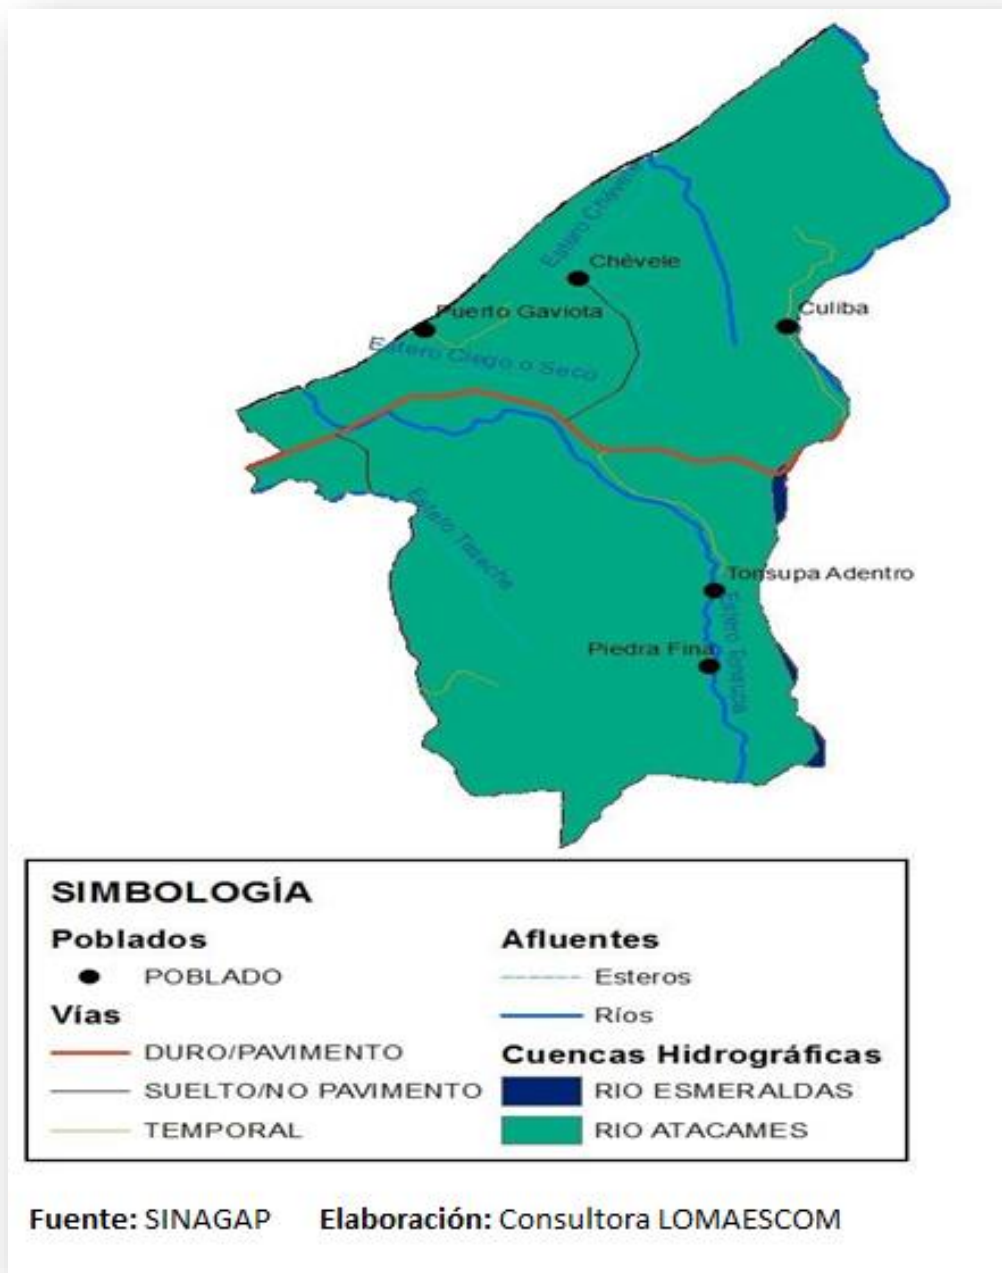 Estero Chévele
Chévele
Puerto Gaviota
Culiba
Estero Ciego o Seco
Estero Taseche
Tonsupa Adentro
Piedra Fina
Estero Tonsupa
SIMBOLOGÍA
Poblados
POBLADO
Vías
DURO/PAVIMENTO
SUELTO/NO PAVIMENTO
TEMPORAL
Afluentes
Esteros
Ríos
Cuencas Hidrográficas
RIO ESMERALDAS
RIO ATACAMES
Fuente: SINAGAP Elaboración: Consultora LOMAESCOM